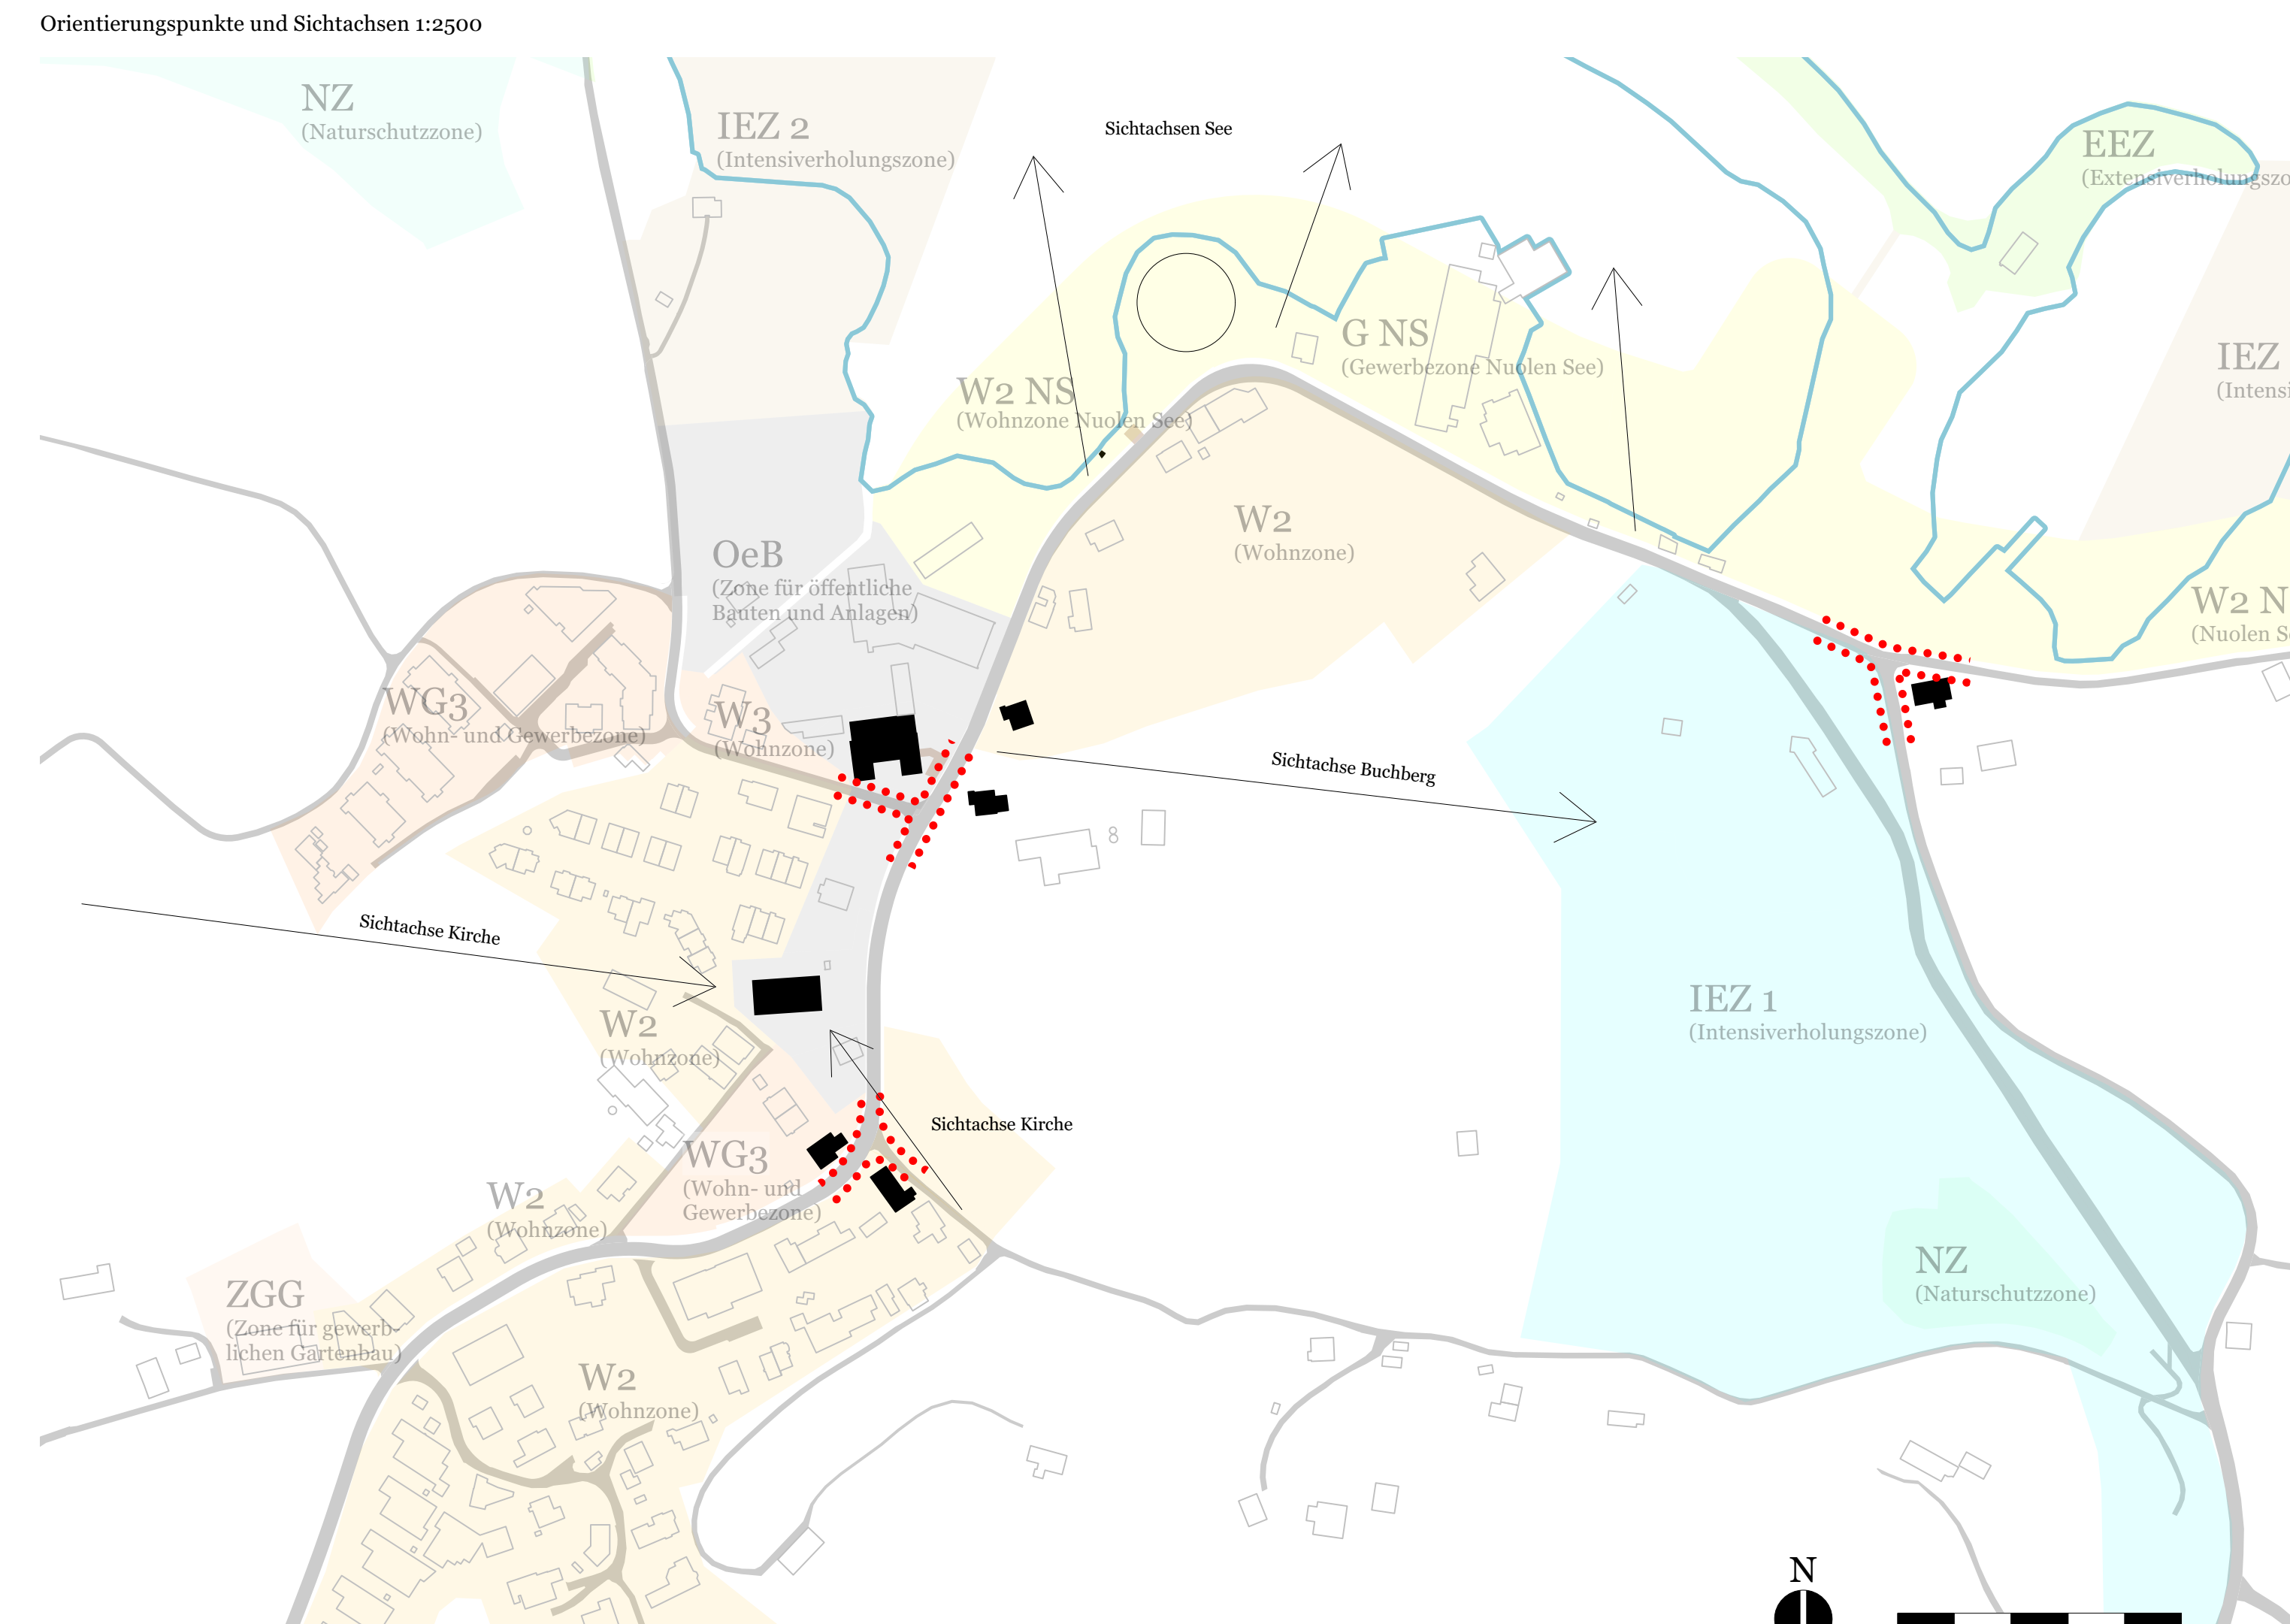 Orientierungspunkte und Sichtachsen 1:2500
NZ
(Naturschutzzone)
IEZ 2
(Intensiverholungszone)
Sichtachsen See
EEZ
(Extensiverholungszo
G NS
(Gewerbezone Nuolen See)
IEZ
(Intensi
W2 NS
(Wohnzone Nuolen See)
W2
(Wohnzone)
OeB
(Zone für öffentliche
Bauten und Anlagen)
W2 N
(Nuolen S
WG3
(Wohn- und Gewerbezone)
W3
(Wohnzone)
Sichtachse Buchberg
Sichtachse Kirche
IEZ 1
(Intensiverholungszone)
W2
(Wohnzone)
Sichtachse Kirche
WG3
(Wohn- und
Gewerbezone)
W2
(Wohnzone)
NZ
(Naturschutzzone)
ZGG
(Zone für gewerb-
lichen Gartenbau)
W2
(Wohnzone)
N